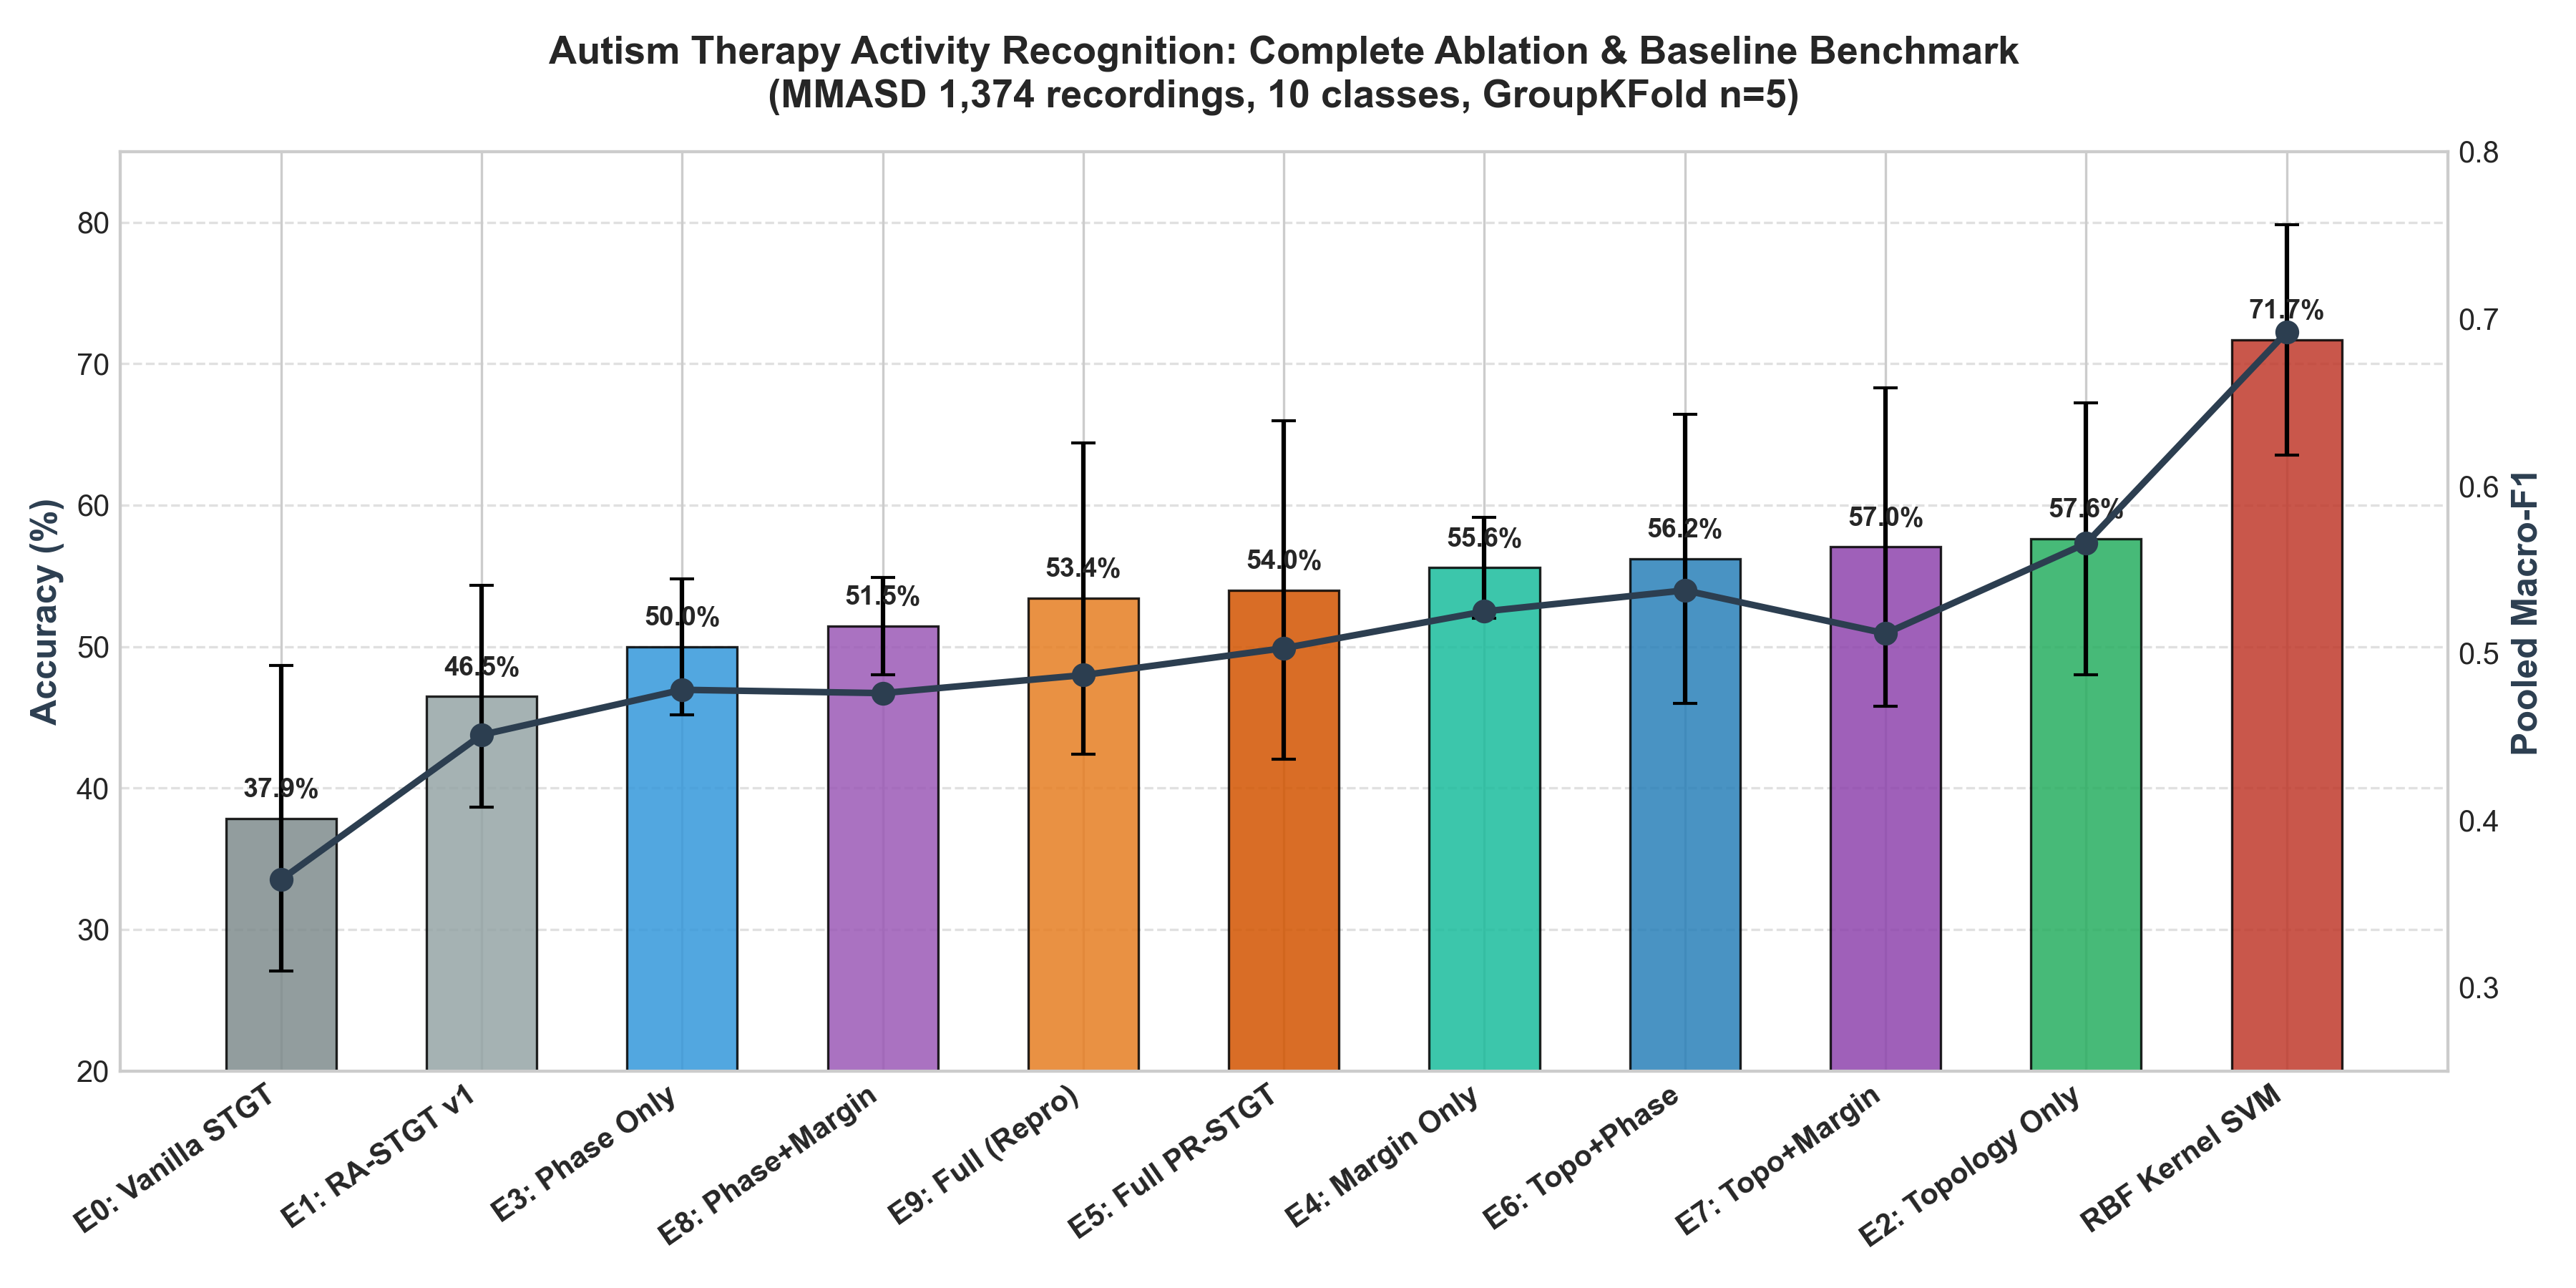 Autism Therapy Activity Recognition: Complete Ablation & Baseline Benchmark
(MMASD 1,374 recordings, 10 classes, GroupKFold n=5)
Accuracy (%)
80
70
60
50
40
30
20
37.9%
46.5%
50.0%
51.5%
53.4%
54.0%
55.6%
56.2%
57.0%
57.6%
71.7%
0.8
0.7
0.6
0.5
0.4
0.3
Pooled Macro-F1
E0: Vanilla STGT
E1: RA-STGT v1
E3: Phase Only
E8: Phase+Margin
E9: Full (Repro)
E5: Full PR-STGT
E4: Margin Only
E6: Topo+Phase
E7: Topo+Margin
E2: Topology Only
RBF Kernel SVM